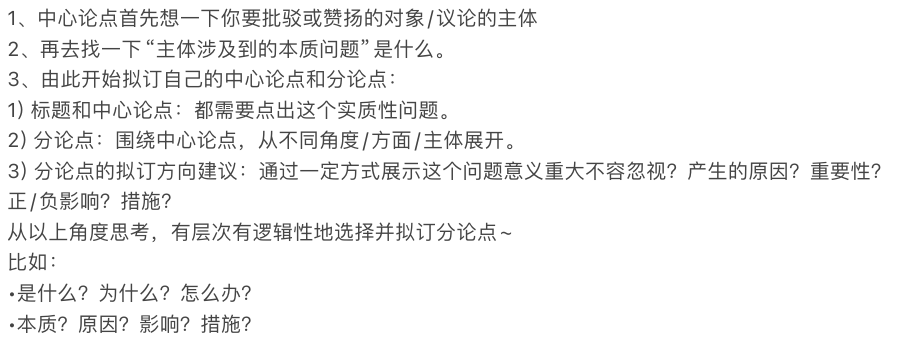 1、中心论点首先想一下你要批驳或赞扬的对象/议论的主体
2、再去找一下“主体涉及到的本质问题”是什么。
3、由此开始拟订自己的中心论点和分论点：
1) 标题和中心论点：都需要点出这个实质性问题。
2) 分论点：围绕中心论点，从不同角度/方面/主体展开。
3) 分论点的拟订方向建议：通过一定方式展示这个问题意义重大不容忽视？产生的原因？重要性？
正/负影响？措施？
从以上角度思考，有层次有逻辑性地选择并拟订分论点~
比如：
•是什么？为什么？怎么办？
•本质？原因？影响？措施？